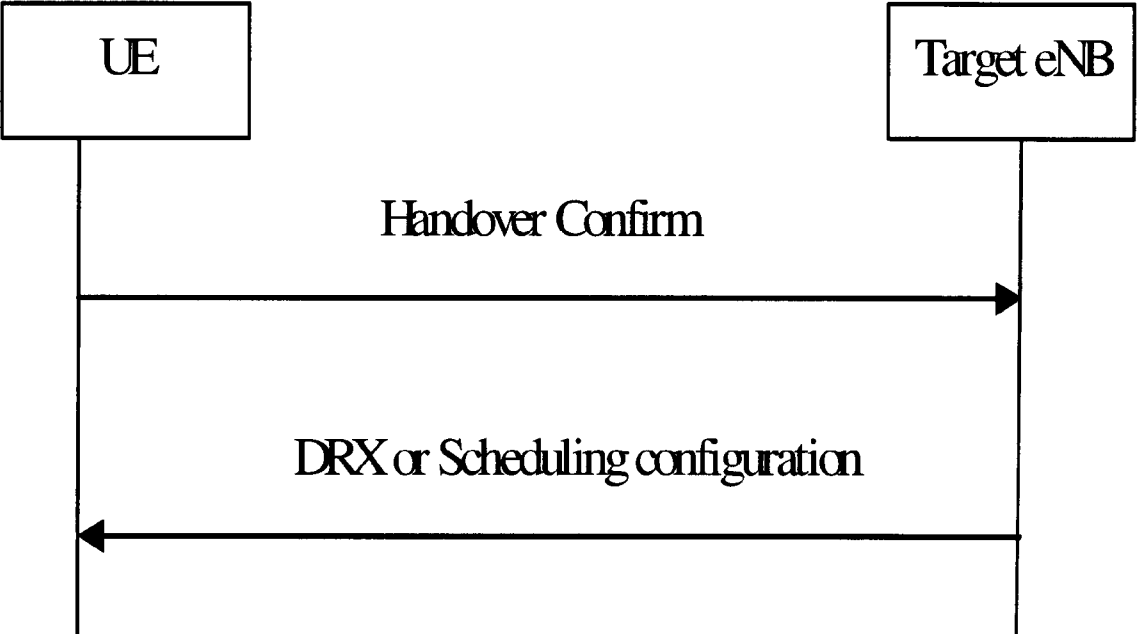 UE
Target eNB
Handover Confirm
DRX or Scheduling configuration